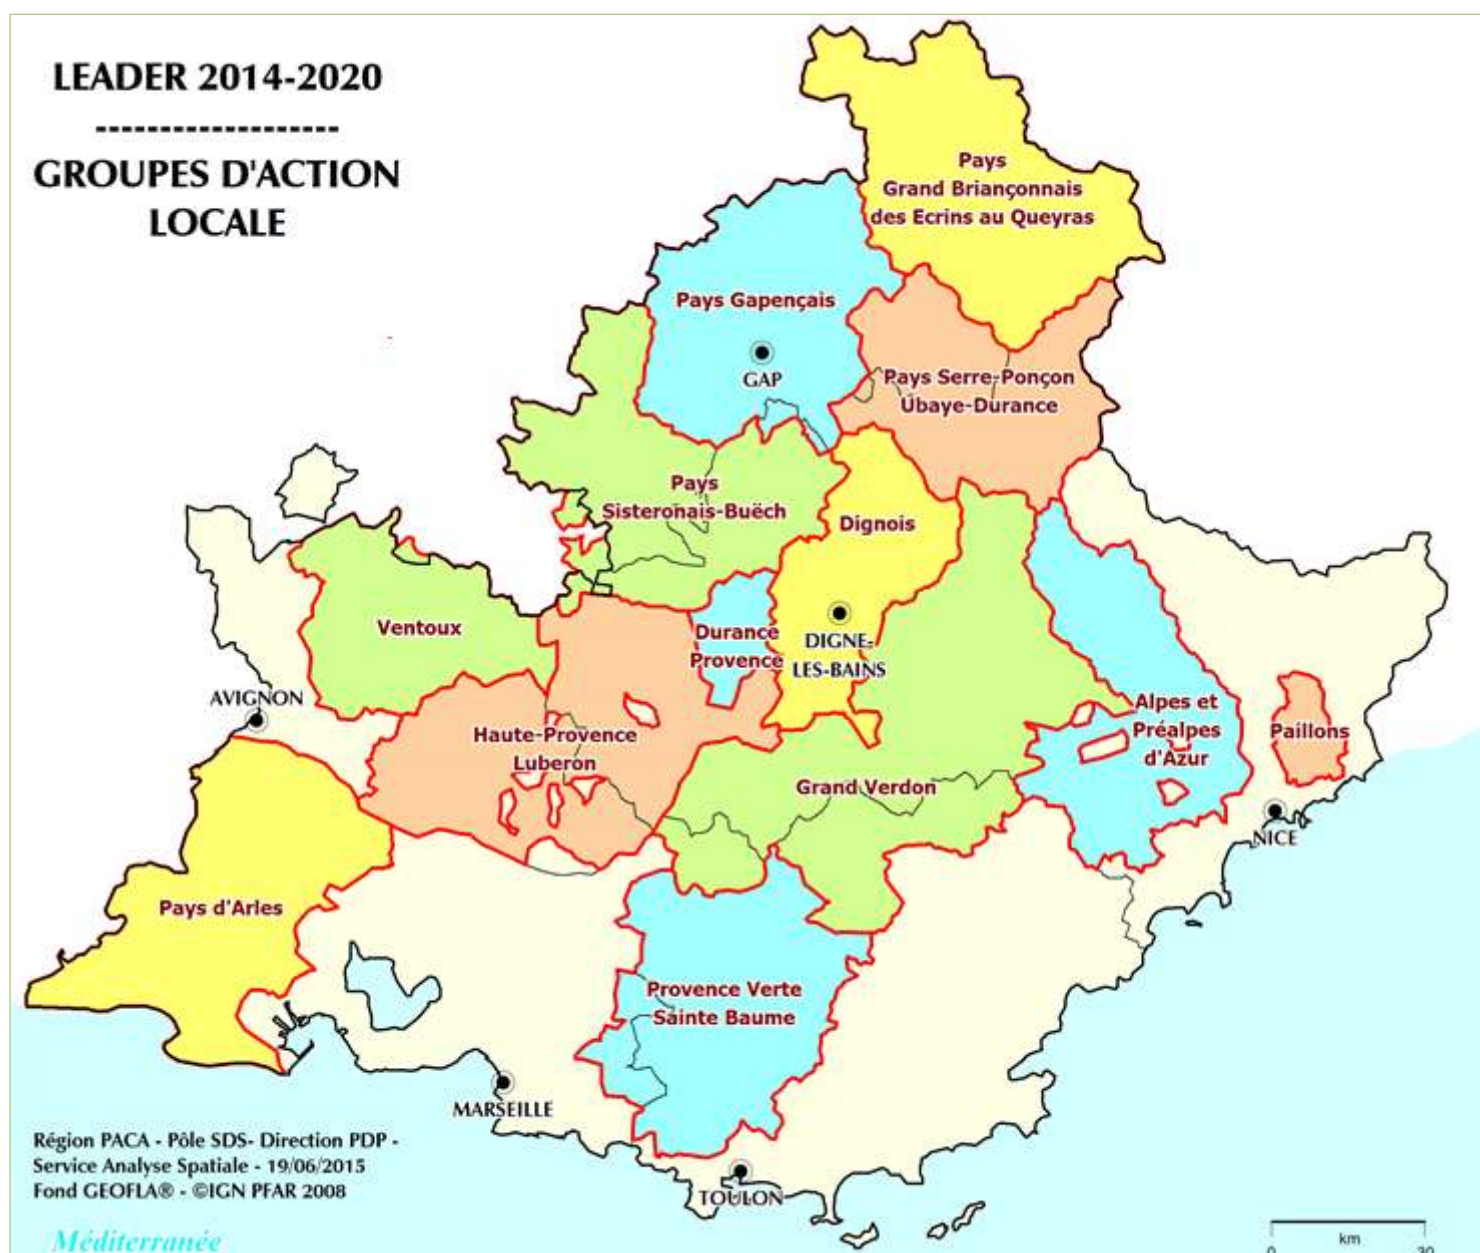 LEADER 2014-2020
-------------------
GROUPES D'ACTION
LOCALE
Pays
Grand Briançonnais
des Ecrins au Queyras
Pays Gapençais
GAP
Pays Serre-Ponçon
Ubaye-Durance
Pays
Sisteronais-Buëch
Dignois
Ventoux
Durance
Provence
DIGNE-
LES-BAINS
AVIGNON
Haute-Provence
Luberon
Alpes et
Préalpes
d'Azur
Paillons
Grand Verdon
NICE
Pays d'Arles
Provence Verte
Sainte Baume
MARSEILLE
TOULON
Région PACA - Pôle SDS- Direction PDP -
Service Analyse Spatiale - 19/06/2015
Fond GEOFLA® - ©IGN PFAR 2008
Méditerranée
km
0 30